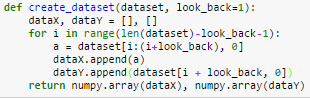 def create_dataset(dataset, look_back=1):
    dataX, dataY = [], []
    for i in range(len(dataset)-look_back-1):
        a = dataset[i:(i+look_back), 0]
        dataX.append(a)
        dataY.append(dataset[i + look_back, 0])
    return numpy.array(dataX), numpy.array(dataY)